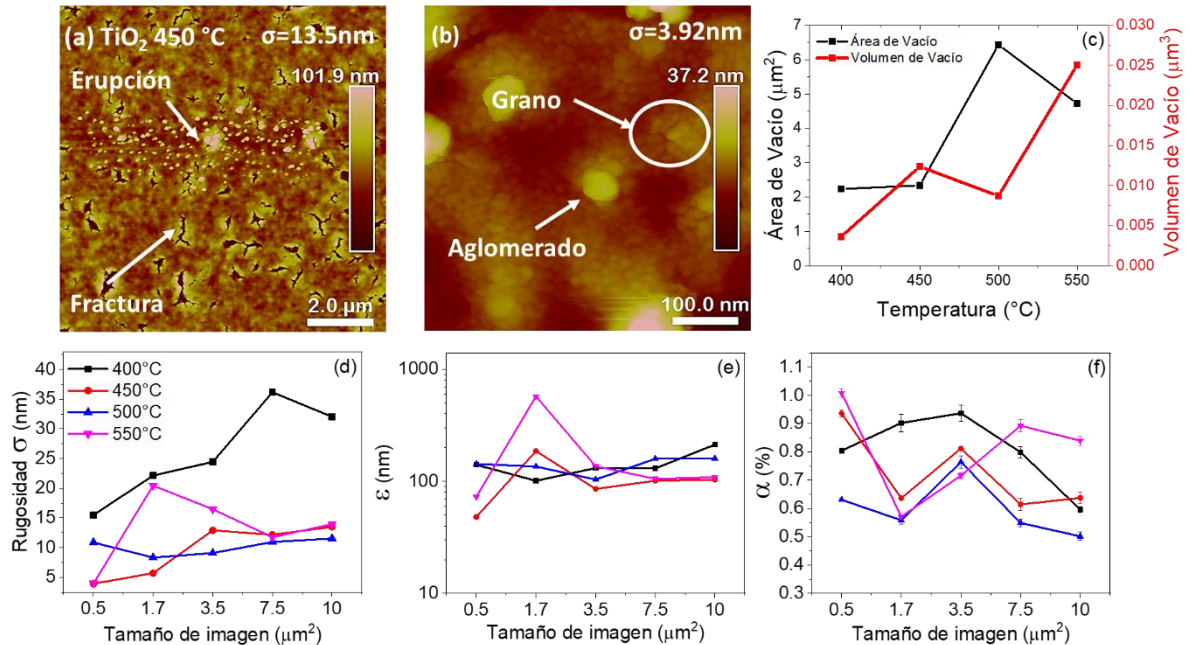 (a) TiO₂ 450 °C σ=13.5nm
101.9 nm
Erupción
Fractura
2.0 µm
(b) σ=3.92nm
37.2 nm
Grano
Aglomerado
100.0 nm
(c)
Área de Vacío
Volumen de Vacío
Área de Vacío (µm²)
7
6
5
4
3
2
1
0
Volumen de Vacío (µm³)
0.030
0.025
0.020
0.015
0.010
0.005
0.000
400 450 500 550
Temperatura (°C)
(d)
400°C
450°C
500°C
550°C
Rugosidad σ (nm)
40
35
30
25
20
15
10
5
0.5 1.7 3.5 7.5 10
Tamaño de imagen (µm²)
(e)
ε (nm)
1000
100
10
0.5 1.7 3.5 7.5 10
Tamaño de imagen (µm²)
(f)
α (%)
1.1
1.0
0.9
0.8
0.7
0.6
0.5
0.4
0.3
0.5 1.7 3.5 7.5 10
Tamaño de imagen (µm²)